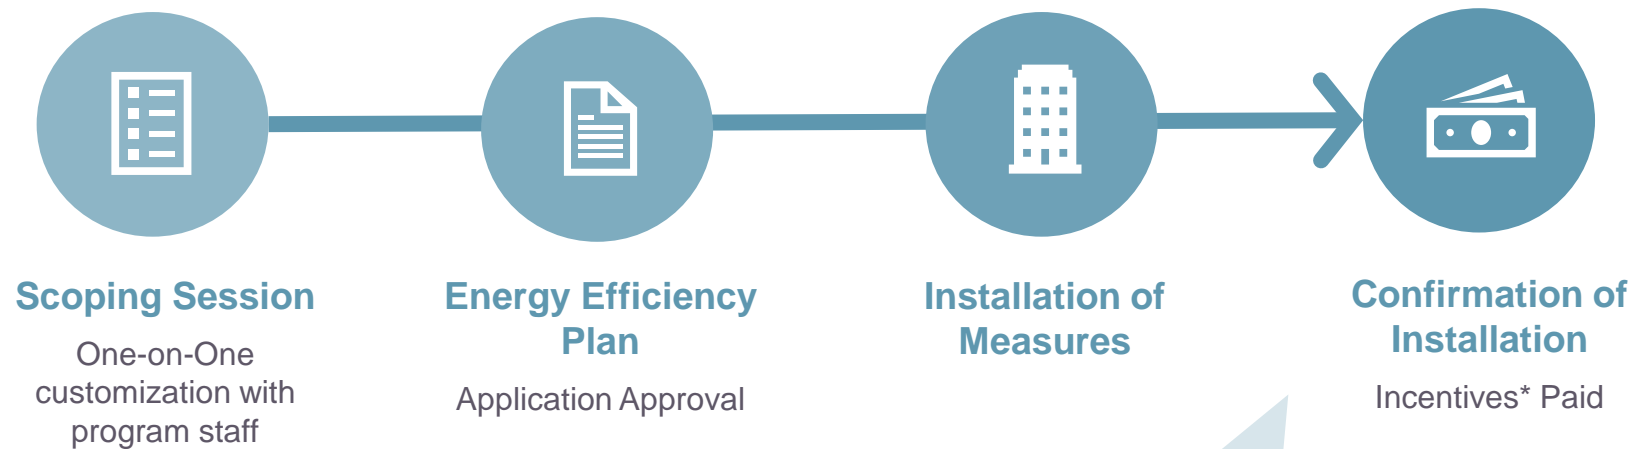 Scoping Session
One-on-One
customization with
program staff
Energy Efficiency
Plan
Application Approval
Installation of
Measures
Confirmation of
Installation
Incentives* Paid